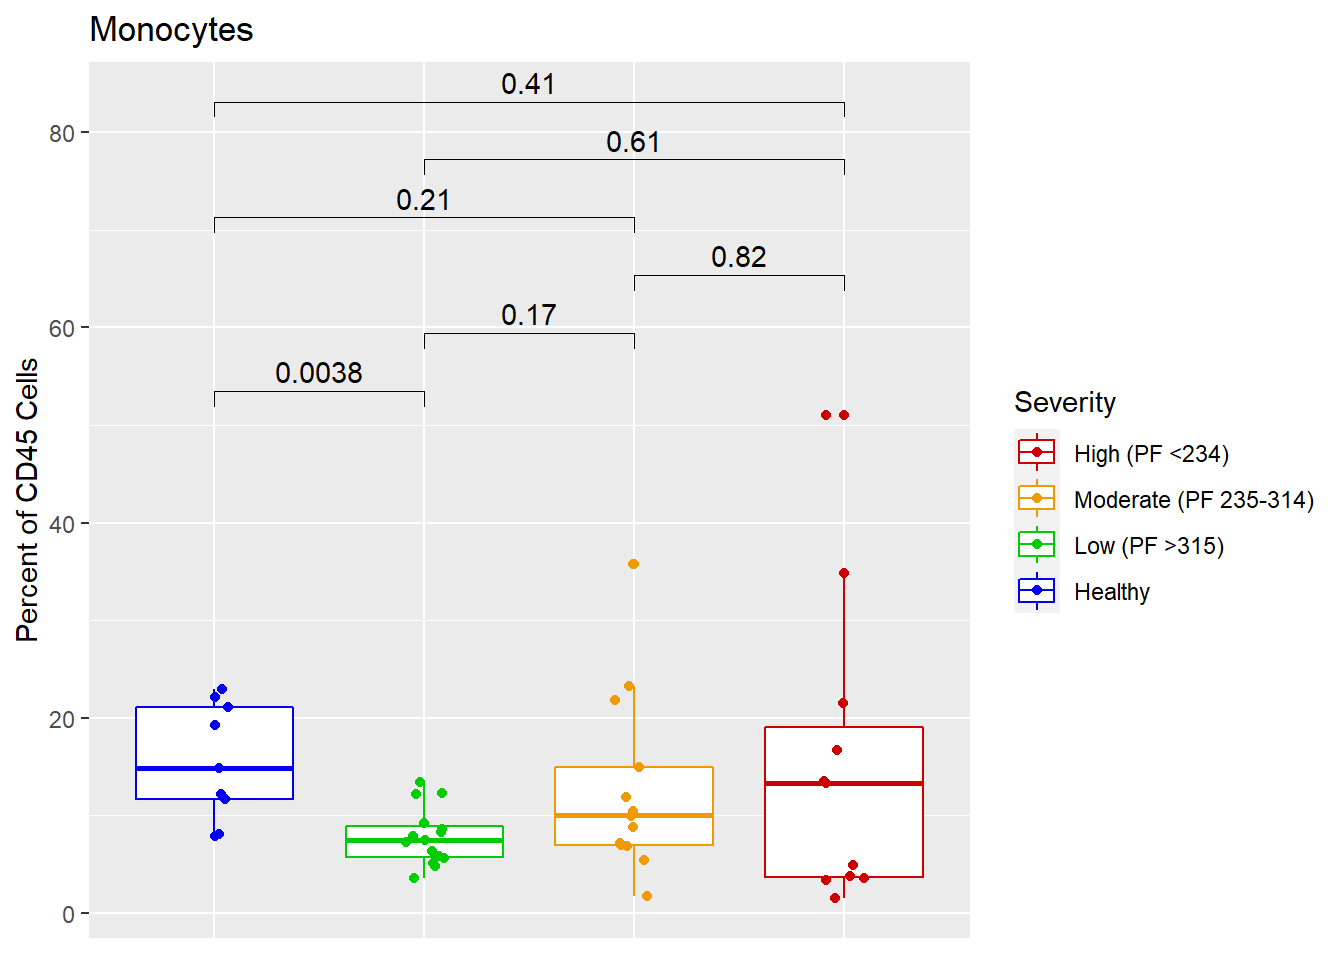 Monocytes
0.41
80
0.61
0.21
0.82
60
0.17
0.0038
Percent of CD45 Cells
40
20
0
Severity
High (PF <234)
Moderate (PF 235-314)
Low (PF >315)
Healthy